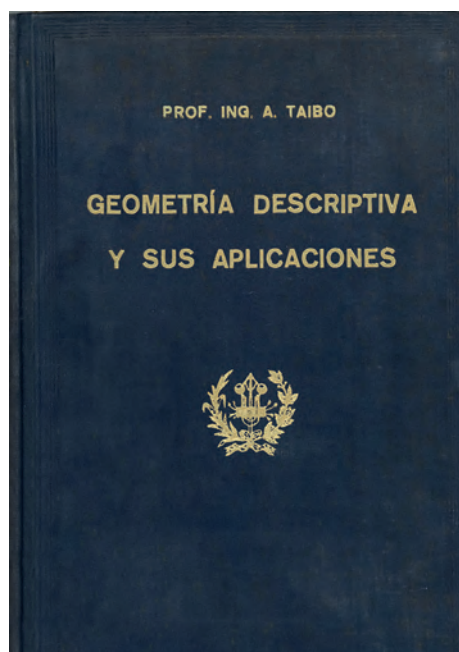 PROF. ING. A. TAIBO
GEOMETRÍA DESCRIPTIVA
Y SUS APLICACIONES